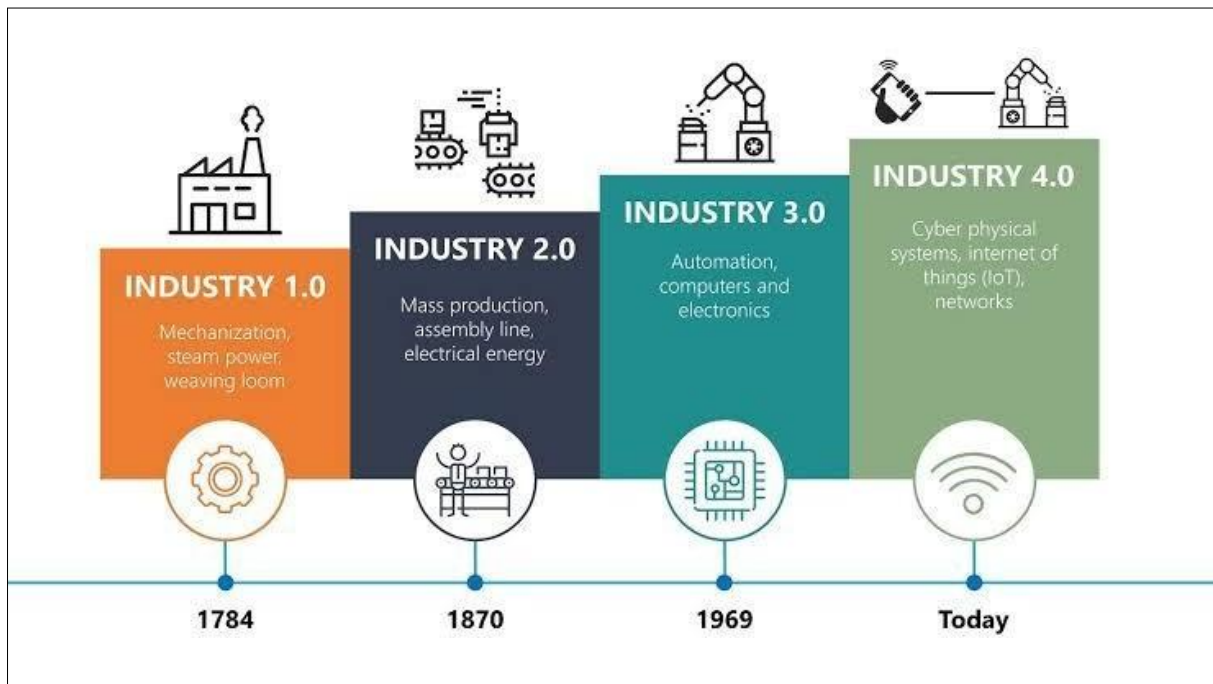 INDUSTRY 1.0
Mechanization,
steam power,
weaving loom
INDUSTRY 2.0
Mass production,
assembly line,
electrical energy
INDUSTRY 3.0
Automation,
computers and
electronics
INDUSTRY 4.0
Cyber physical
systems, internet of
things (IoT),
networks
1784
1870
1969
Today